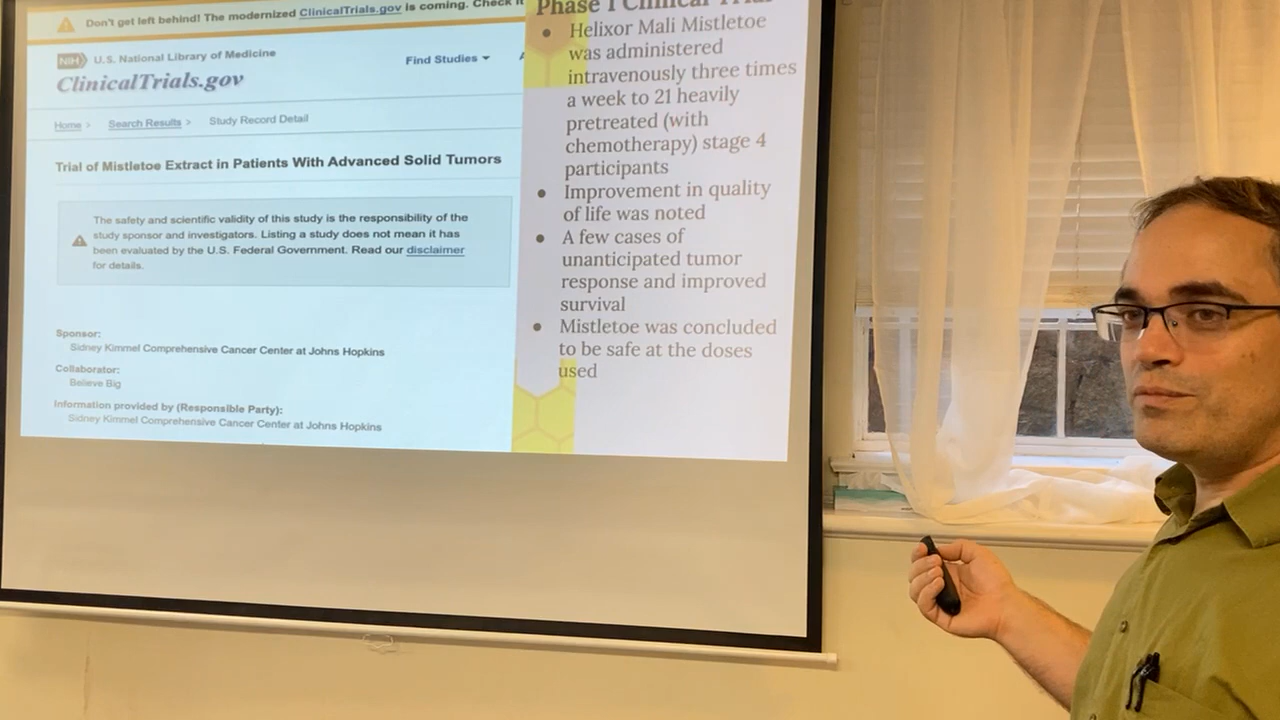 Don't get left behind! The modernized ClinicalTrials.gov is coming. Check it
NIH U.S. National Library of Medicine
ClinicalTrials.gov
Find Studies
Home > Search Results > Study Record Detail
Trial of Mistletoe Extract in Patients With Advanced Solid Tumors
The safety and scientific validity of this study is the responsibility of the
study sponsor and investigators. Listing a study does not mean it has
been evaluated by the U.S. Federal Government. Read our disclaimer
for details.
Sponsor:
Sidney Kimmel Comprehensive Cancer Center at Johns Hopkins
Collaborator:
Believe Big
Information provided by (Responsible Party):
Sidney Kimmel Comprehensive Cancer Center at Johns Hopkins
Phase 1 Clinical Trial
• Helixor Mali Mistletoe
was administered
intravenously three times
a week to 21 heavily
pretreated (with
chemotherapy) stage 4
participants
• Improvement in quality
of life was noted
• A few cases of
unanticipated tumor
response and improved
survival
• Mistletoe was concluded
to be safe at the doses
used